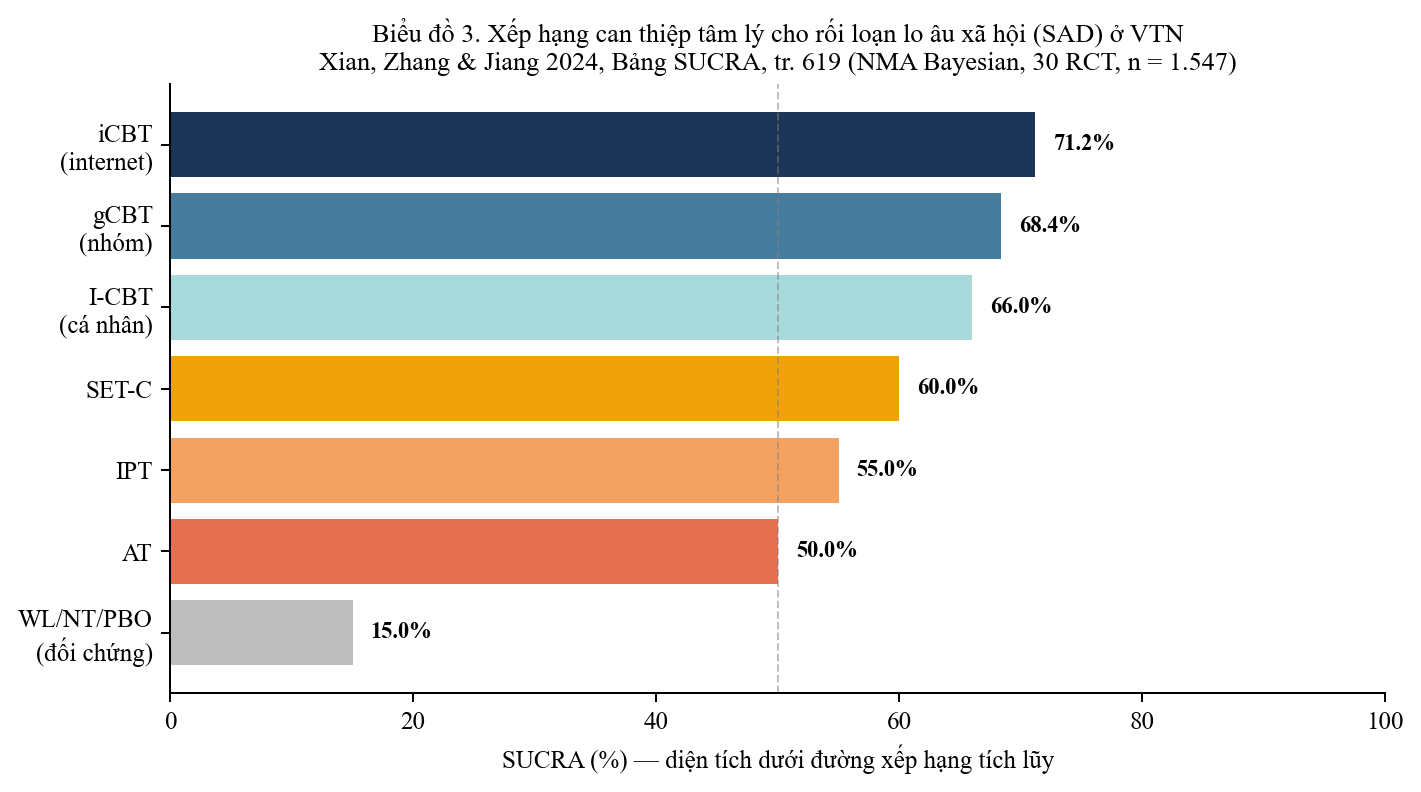 Biểu đồ 3. Xếp hạng can thiệp tâm lý cho rối loạn lo âu xã hội (SAD) ở VTN
Xian, Zhang & Jiang 2024, Bảng SUCRA, tr. 619 (NMA Bayesian, 30 RCT, n = 1.547)
iCBT
(internet)
71.2%
gCBT
(nhóm)
68.4%
I-CBT
(cá nhân)
66.0%
SET-C
60.0%
IPT
55.0%
AT
50.0%
WL/NT/PBO
(đối chứng)
15.0%
0 20 40 60 80 100
SUCRA (%) — diện tích dưới đường xếp hạng tích lũy